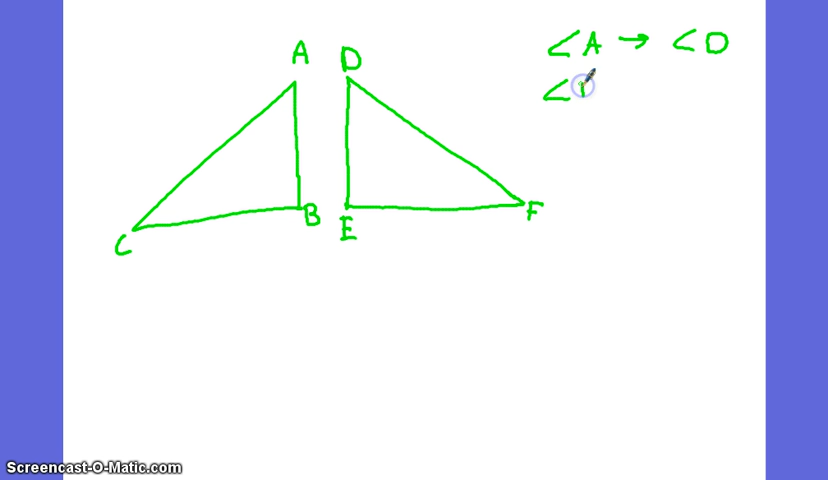 ∠A → ∠D
∠
A D
B
E
F
C
Screencast-O-Matic.com